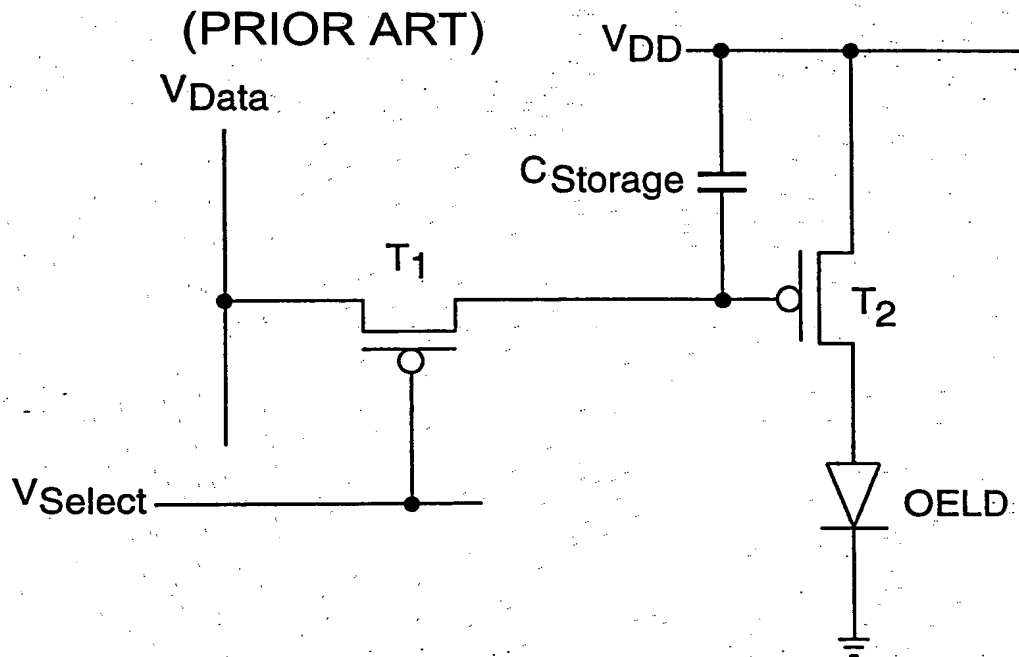 (PRIOR ART)
VData
VDD
CStorage
T1
T2
VSelect
OELD